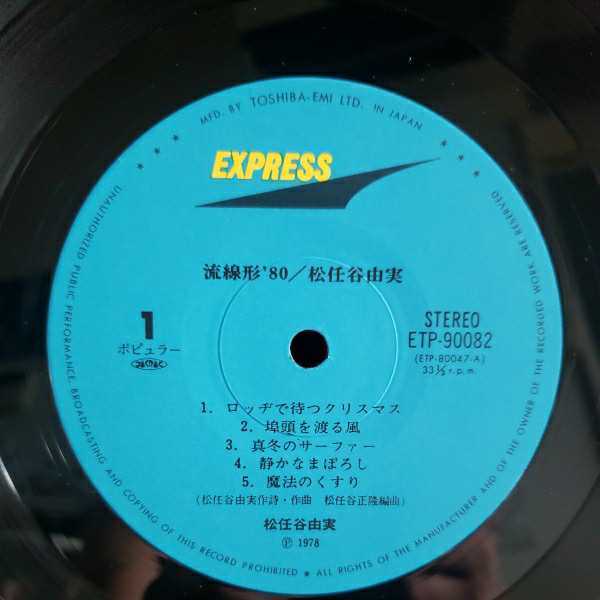 MFD. BY TOSHIBA-EMI LTD. IN JAPAN
★★★ UNAUTHORIZED PUBLIC PERFORMANCE, BROADCASTING AND COPYING OF THIS RECORD PROHIBITED ★ ALL RIGHTS OF THE MANUFACTURER AND OF THE OWNER OF THE RECORDED WORK ARE RESERVED ★★★
EXPRESS
流線形'80/松任谷由実
1
ポピュラー
STEREO
ETP-90082
(ETP-80047-A)
33⅓ r.p.m.
1. ロッヂで待つクリスマス
2. 埠頭を渡る風
3. 真冬のサーファー
4. 静かなまぼろし
5. 魔法のくすり
(松任谷由実作詩・作曲 松任谷正隆編曲)
松任谷由実
Ⓟ 1978